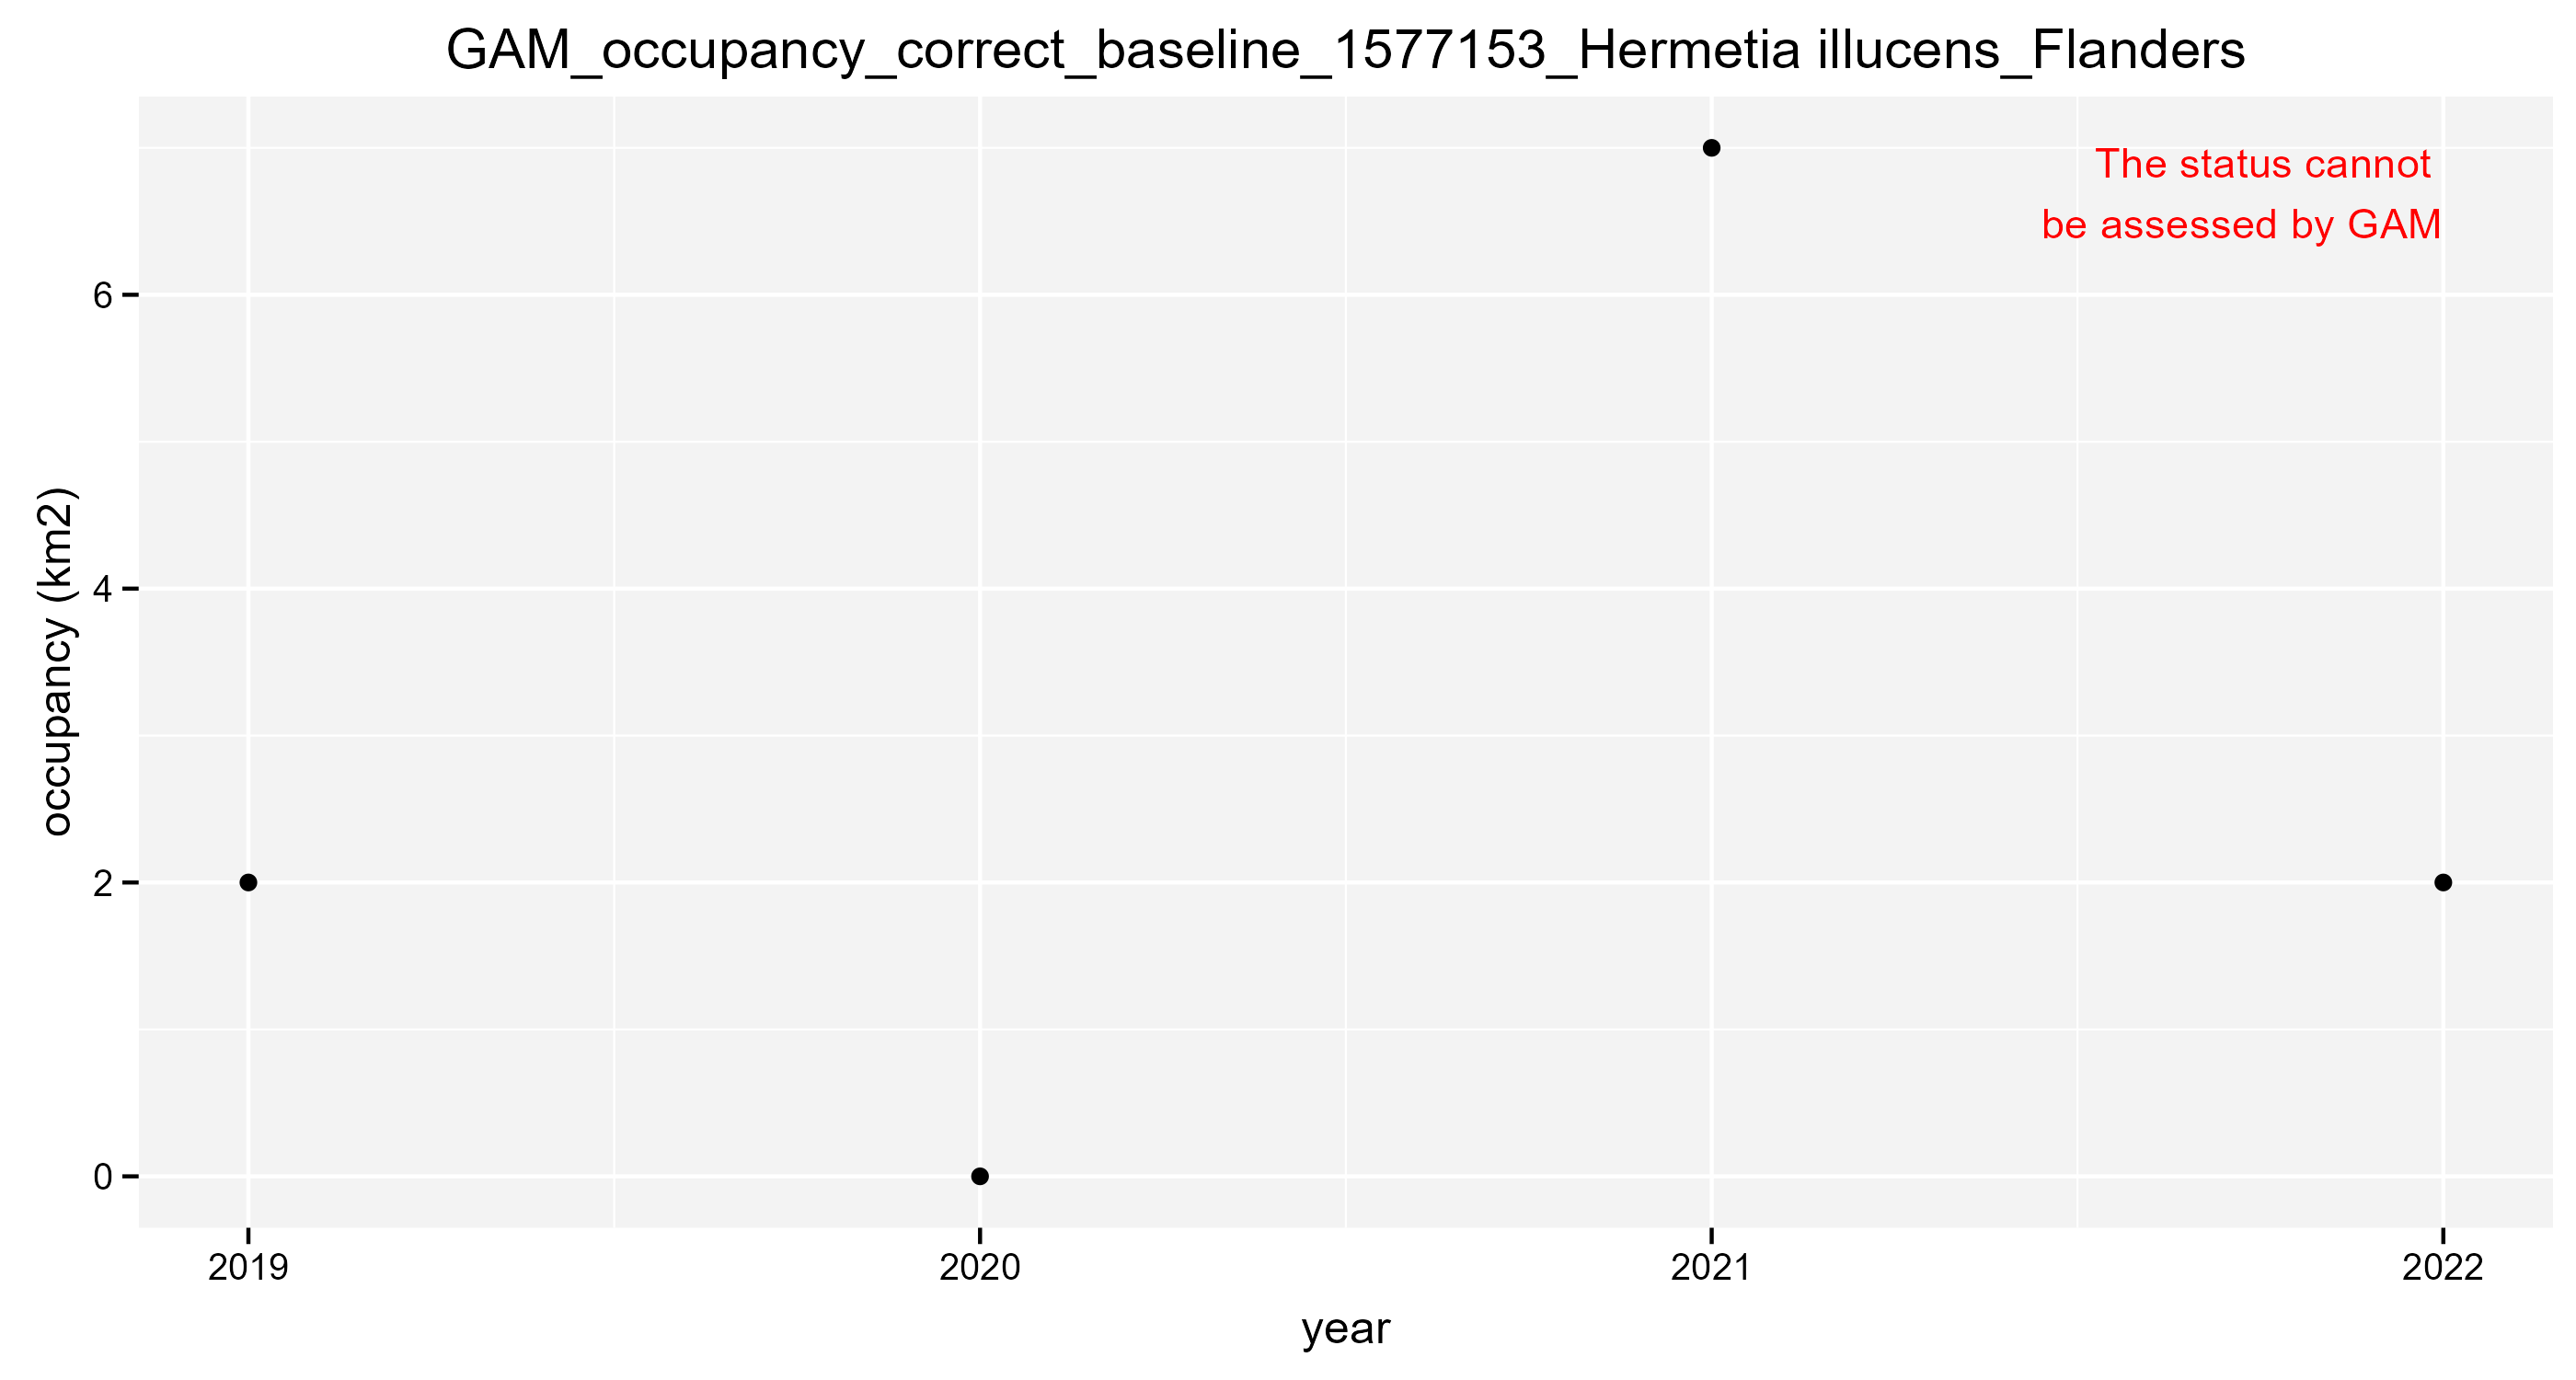 GAM_occupancy_correct_baseline_1577153_Hermetia illucens_Flanders
The status cannot
be assessed by GAM
occupancy (km2)
6
4
2
0
2019 2020 2021 2022
year